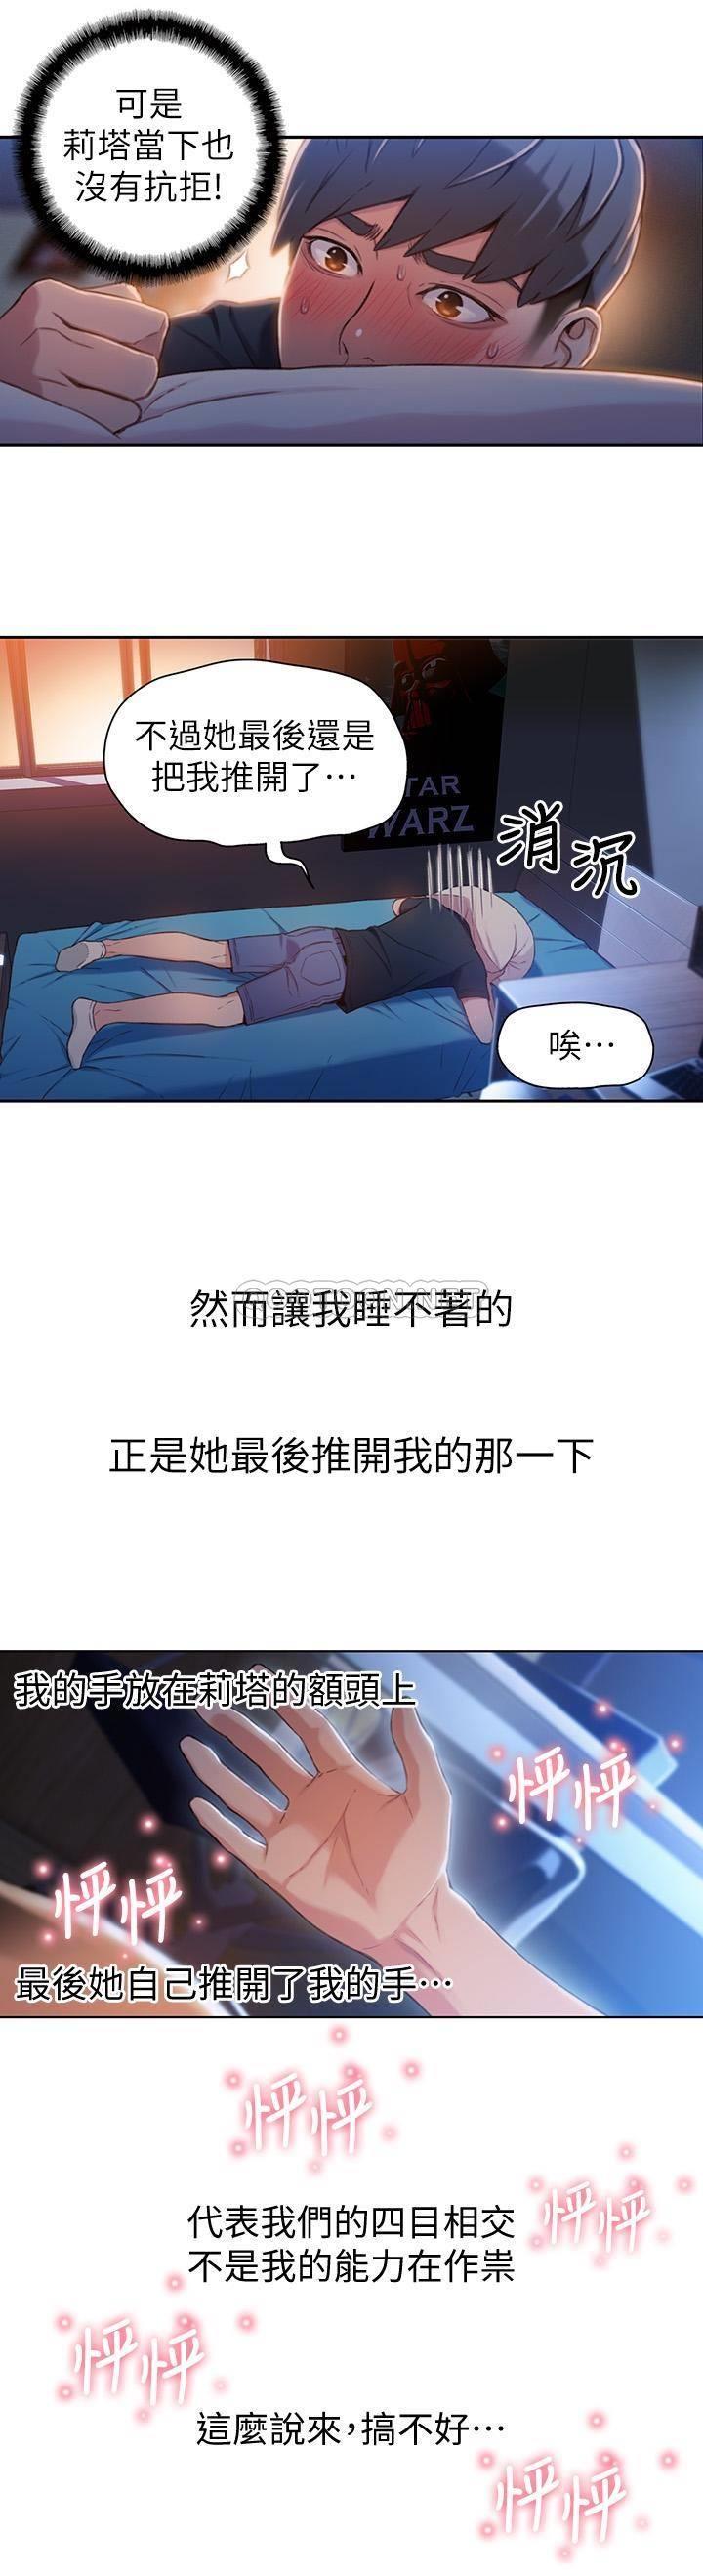 可是
莉塔當下也
沒有抗拒!
不過她最後還是
把我推開了…
TAR
WARZ
消沉
唉…
然而讓我睡不著的
正是她最後推開我的那一下
我的手放在莉塔的額頭上
怦怦
怦怦
最後她自己推開了我的手…
怦怦
代表我們的四目相交
不是我的能力在作祟
怦怦
怦怦
這麼說來，搞不好…
怦怦